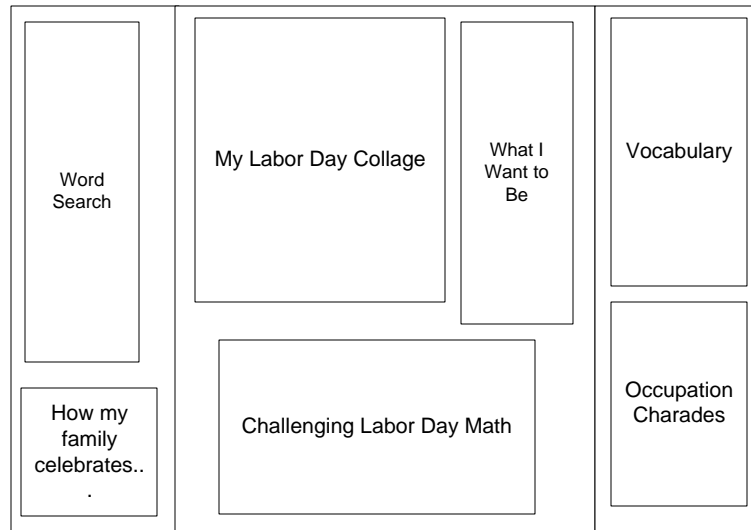 Word
Search
How my
family
celebrates..
.
My Labor Day Collage
What I
Want to
Be
Challenging Labor Day Math
Vocabulary
Occupation
Charades